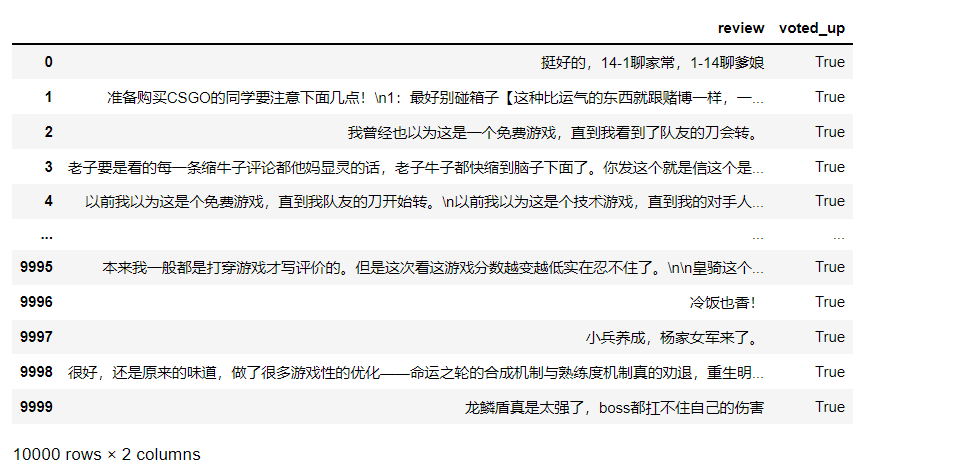 review voted_up
0 挺好的，14-1聊家常，1-14聊爹娘 True
1 准备购买CSGO的同学要注意下面几点！\n1：最好别碰箱子【这种比运气的东西就跟赌博一样，一... True
2 我曾经也以为这是一个免费游戏，直到我看到了队友的刀会转。 True
3 老子要是看的每一条缩牛子评论都他妈显灵的话，老子牛子都快缩到脑子下面了。你发这个就是信这个是... True
4 以前我以为这是个免费游戏，直到我队友的刀开始转。\n以前我以为这是个技术游戏，直到我的对手人... True
... ... ...
9995 本来我一般都是打穿游戏才写评价的。但是这次看这游戏分数越变越低实在忍不住了。\n\n皇骑这个... True
9996 冷饭也香！ True
9997 小兵养成，杨家女军来了。 True
9998 很好，还是原来的味道，做了很多游戏性的优化——命运之轮的合成机制与熟练度机制真的劝退，重生明... True
9999 龙鳞盾真是太强了，boss都扛不住自己的伤害 True
10000 rows × 2 columns